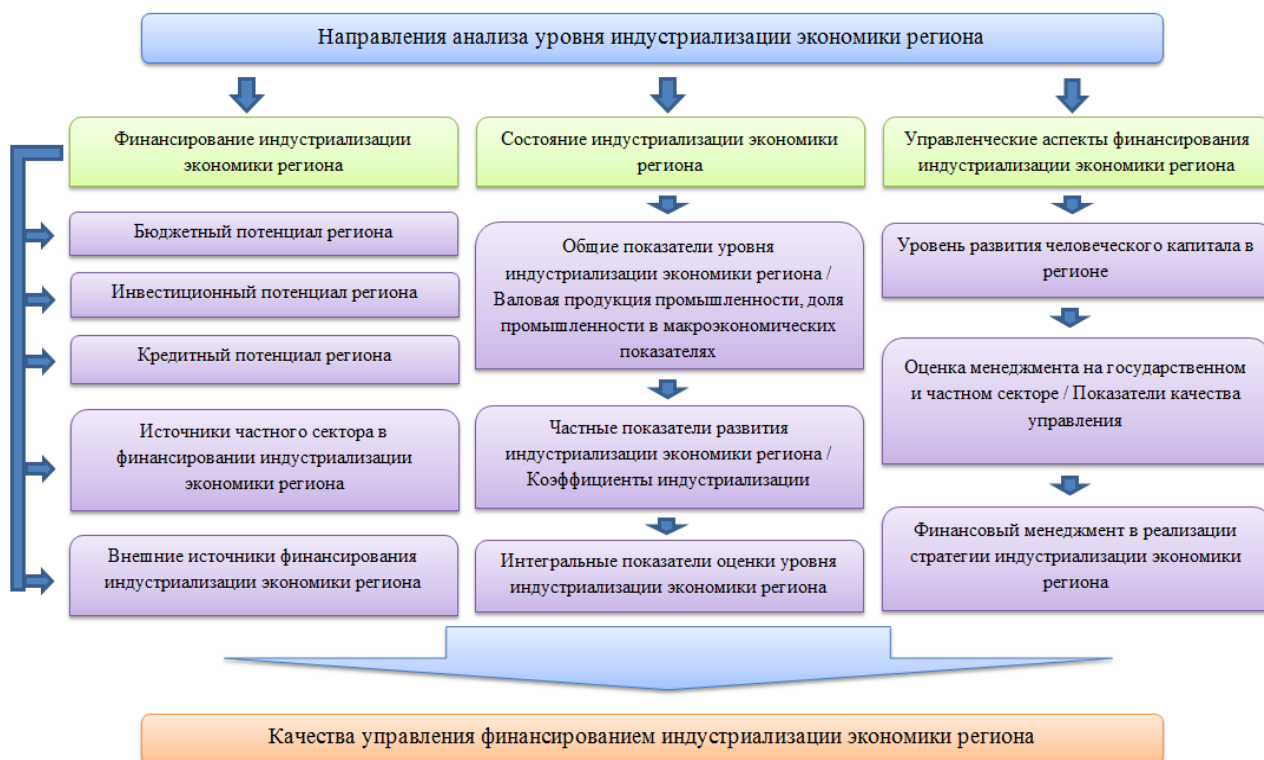 Направления анализа уровня индустриализации экономики региона
Финансирование индустриализации
экономики региона
Бюджетный потенциал региона
Инвестиционный потенциал региона
Кредитный потенциал региона
Источники частного сектора в
финансировании индустриализации
экономики региона
Внешние источники финансирования
индустриализации экономики региона
Состояние индустриализации экономики
региона
Общие показатели уровня
индустриализации экономики региона /
Валовая продукция промышленности, доля
промышленности в макроэкономических
показателях
Частные показатели развития
индустриализации экономики региона /
Коэффициенты индустриализации
Интегральные показатели оценки уровня
индустриализации экономики региона
Управленческие аспекты финансирования
индустриализации экономики региона
Уровень развития человеческого капитала в
регионе
Оценка менеджмента на государственном
и частном секторе / Показатели качества
управления
Финансовый менеджмент в реализации
стратегии индустриализации экономики
региона
Качества управления финансированием индустриализации экономики региона